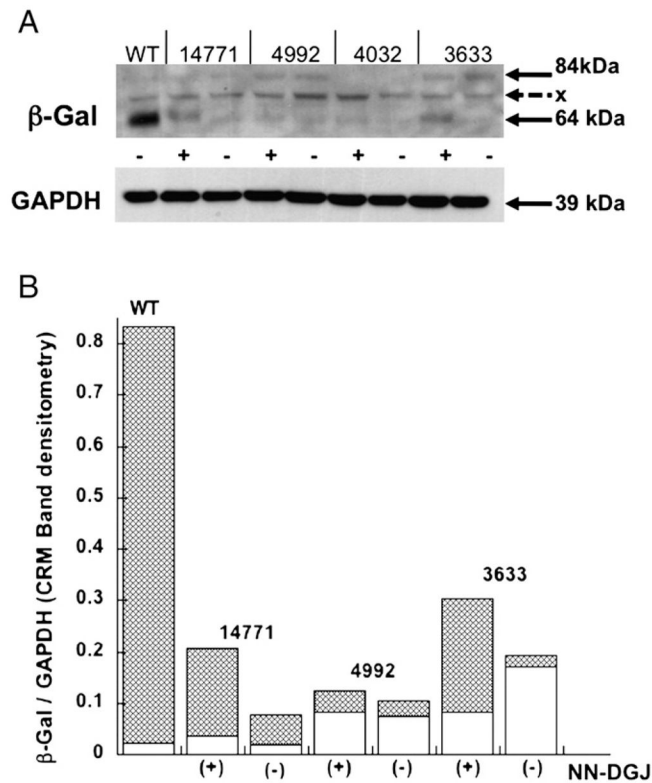 A
WT 14771 4992 4032 3633
84kDa
x
β-Gal
64 kDa
- + - + - + - + -
GAPDH
39 kDa
B
WT
0.8
0.7
0.6
0.5
0.4
0.3
0.2
0.1
0
β-Gal / GAPDH (CRM Band densitometry)
14771
4992
3633
(+) (-) (+) (-) (+) (-) NN-DGJ